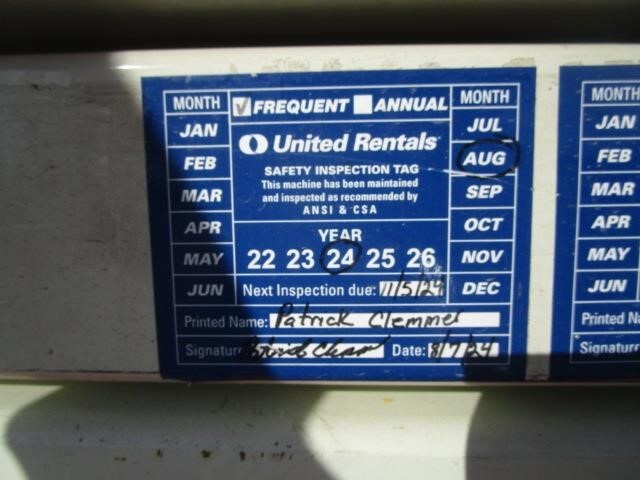 MONTH
JAN
FEB
MAR
APR
MAY
JUN
FREQUENT ANNUAL
United Rentals
SAFETY INSPECTION TAG
This machine has been maintained
and inspected as recommended by
ANSI & CSA
YEAR
22 23 24 25 26
Next Inspection due: 11/5/24
MONTH
JUL
AUG
SEP
OCT
NOV
DEC
Printed Name: Patrick Clemmer
Signature Date: 8/7/24
MONTH
JAN
FEB
MAR
APR
MAY
JUN
Printed Na
Signature